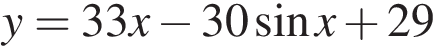 y = 33x − 30 sin x + 29